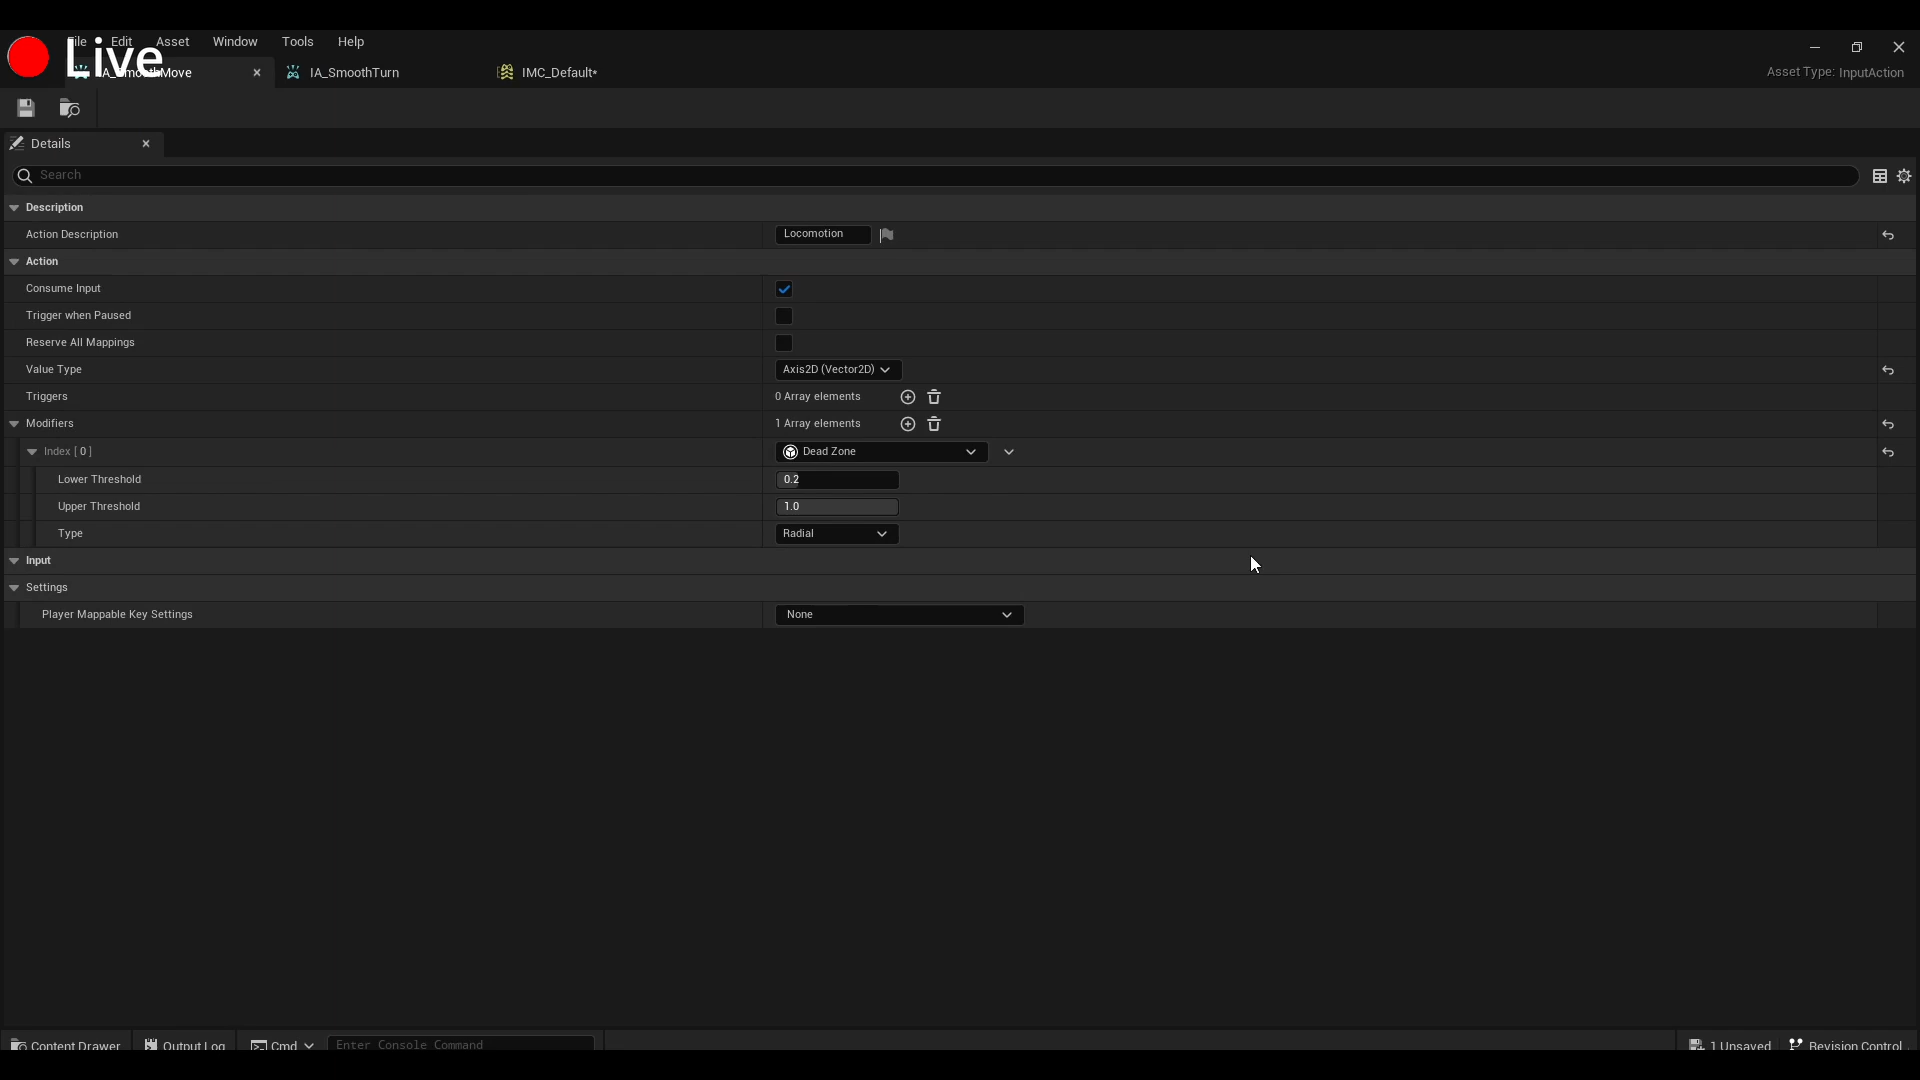 File Edit Asset Window Tools Help
Live
IA_SmoothMove IA_SmoothTurn IMC_Default*
Asset Type: InputAction
Details
Search
Description
Action Description Locomotion
Action
Consume Input
Trigger when Paused
Reserve All Mappings
Value Type Axis2D (Vector2D)
Triggers 0 Array elements
Modifiers 1 Array elements
Index [ 0 ] Dead Zone
Lower Threshold 0.2
Upper Threshold 1.0
Type Radial
Input
Settings
Player Mappable Key Settings None
Content Drawer Output Log Cmd Enter Console Command 1 Unsaved Revision Control